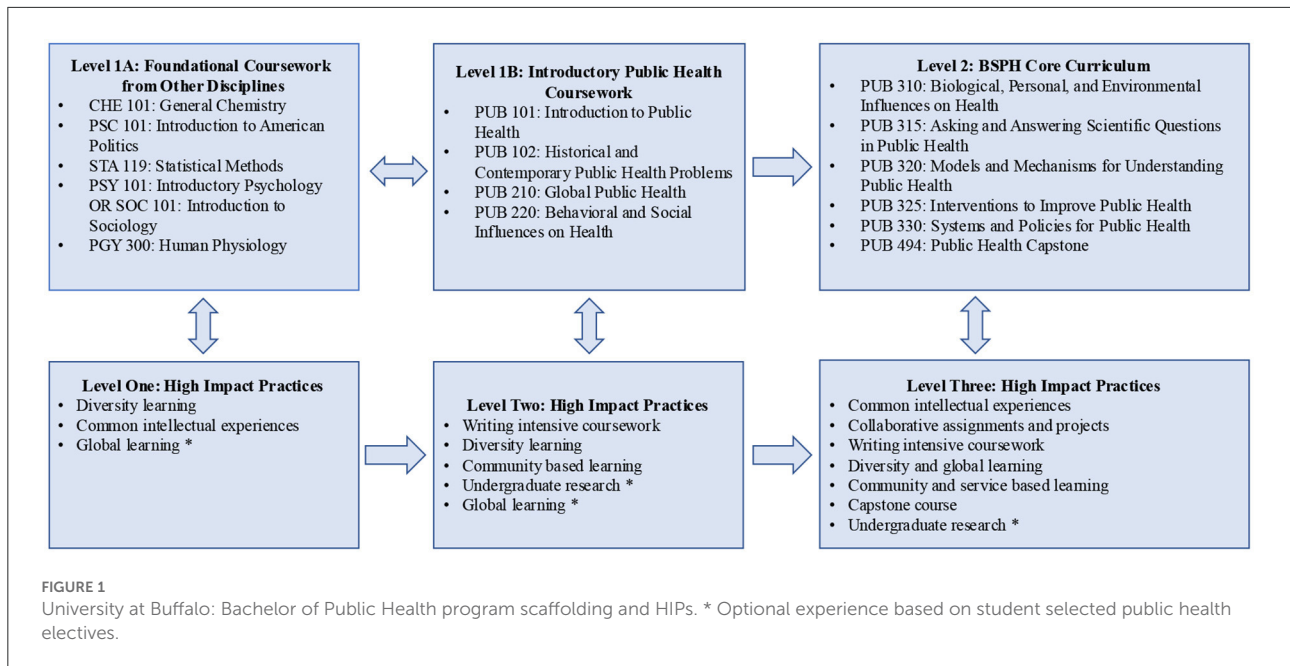 Level 1A: Foundational Coursework
from Other Disciplines
• CHE 101: General Chemistry
• PSC 101: Introduction to American
Politics
• STA 119: Statistical Methods
• PSY 101: Introductory Psychology
OR SOC 101: Introduction to
Sociology
• PGY 300: Human Physiology
Level 1B: Introductory Public Health
Coursework
• PUB 101: Introduction to Public
Health
• PUB 102: Historical and
Contemporary Public Health Problems
• PUB 210: Global Public Health
• PUB 220: Behavioral and Social
Influences on Health
Level 2: BSPH Core Curriculum
• PUB 310: Biological, Personal, and Environmental
Influences on Health
• PUB 315: Asking and Answering Scientific Questions
in Public Health
• PUB 320: Models and Mechanisms for Understanding
Public Health
• PUB 325: Interventions to Improve Public Health
• PUB 330: Systems and Policies for Public Health
• PUB 494: Public Health Capstone
Level One: High Impact Practices
• Diversity learning
• Common intellectual experiences
• Global learning *
Level Two: High Impact Practices
• Writing intensive coursework
• Diversity learning
• Community based learning
• Undergraduate research *
• Global learning *
Level Three: High Impact Practices
• Common intellectual experiences
• Collaborative assignments and projects
• Writing intensive coursework
• Diversity and global learning
• Community and service based learning
• Capstone course
• Undergraduate research *
FIGURE 1
University at Buffalo: Bachelor of Public Health program scaffolding and HIPs. * Optional experience based on student selected public health
electives.